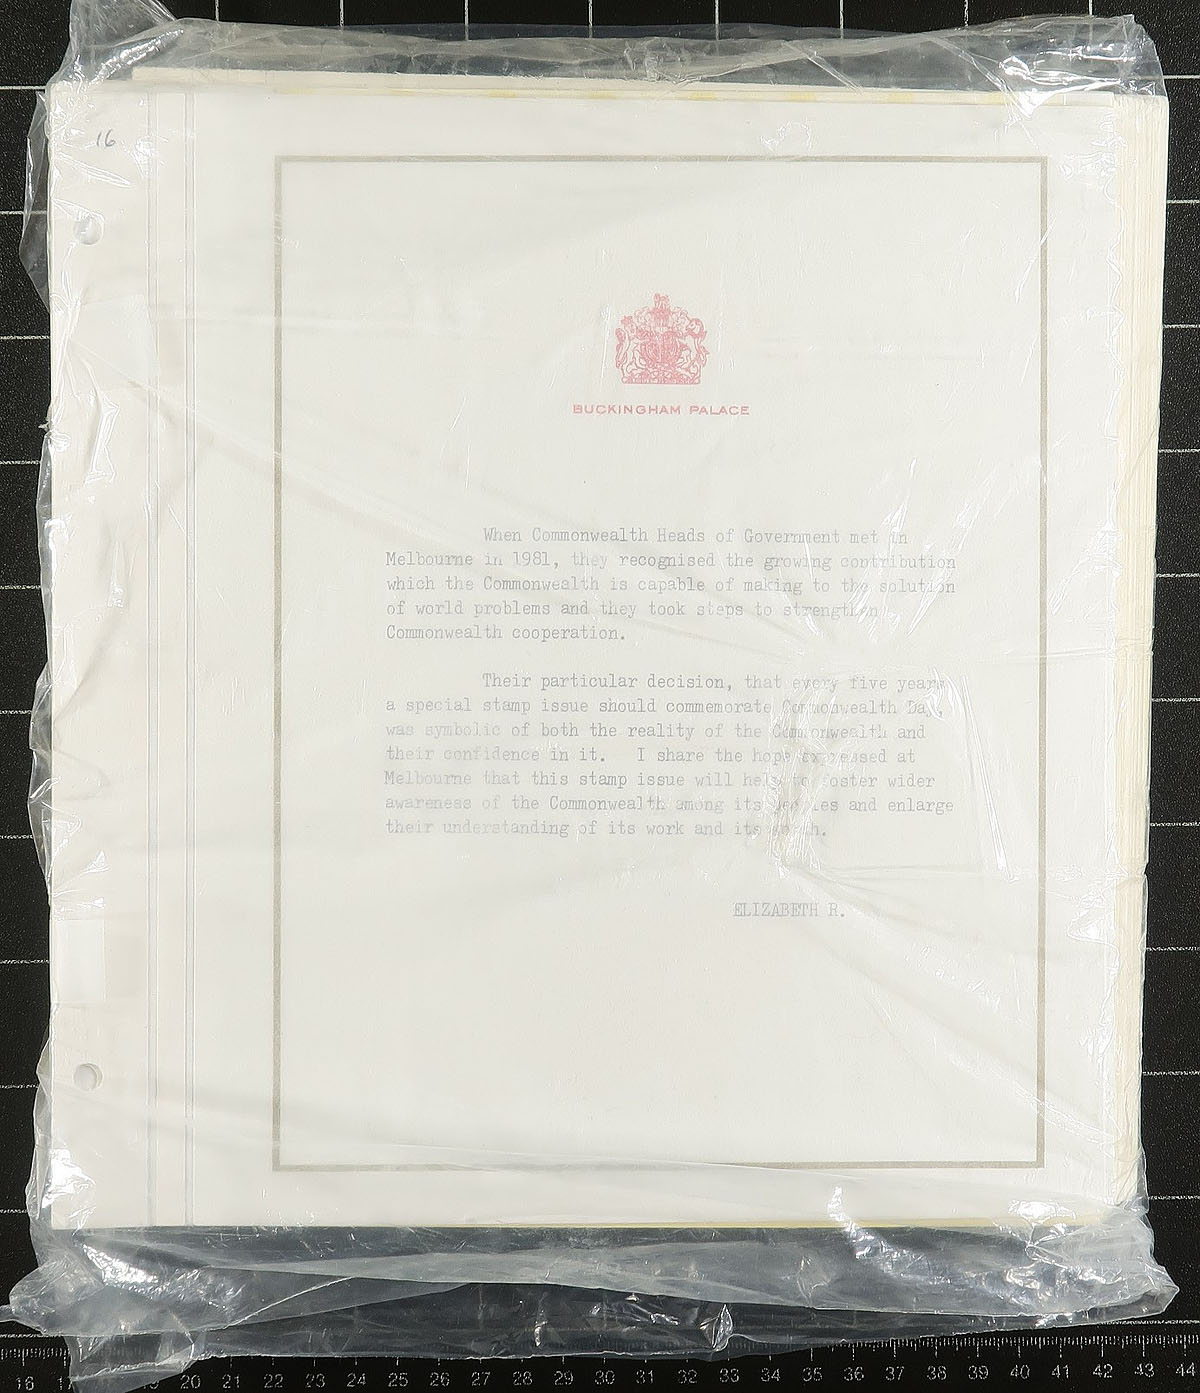 16
BUCKINGHAM PALACE
When Commonwealth Heads of Government met in
Melbourne in 1981, they recognised the growing contribution
which the Commonwealth is capable of making to the solution
of world problems and they took steps to strengthen
Commonwealth cooperation.
Their particular decision, that every five years
a special stamp issue should commemorate Commonwealth Day,
was symbolic of both the reality of the Commonwealth and
their confidence in it. I share the hope expressed at
Melbourne that this stamp issue will help to foster wider
awareness of the Commonwealth among its peoples and enlarge
their understanding of its work and its worth.
ELIZABETH R.
16 17 19 20 21 22 23 24 25 26 27 28 29 30 31 32 33 34 35 36 37 38 39 40 41 42 43 44